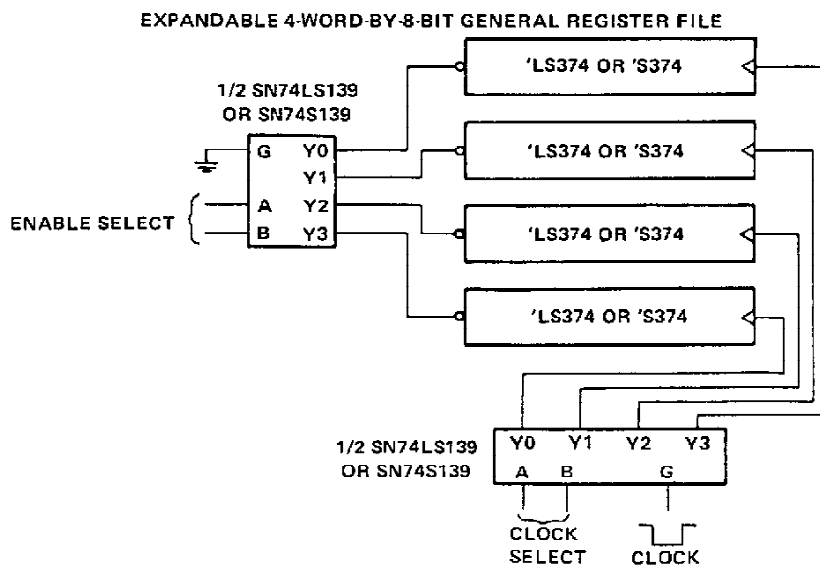 EXPANDABLE 4-WORD-BY-8-BIT GENERAL REGISTER FILE
1/2 SN74LS139
OR SN74S139
G Y0
Y1
A Y2
B Y3
ENABLE SELECT
'LS374 OR 'S374
'LS374 OR 'S374
'LS374 OR 'S374
'LS374 OR 'S374
1/2 SN74LS139
OR SN74S139
Y0 Y1 Y2 Y3
A B G
CLOCK
SELECT
CLOCK